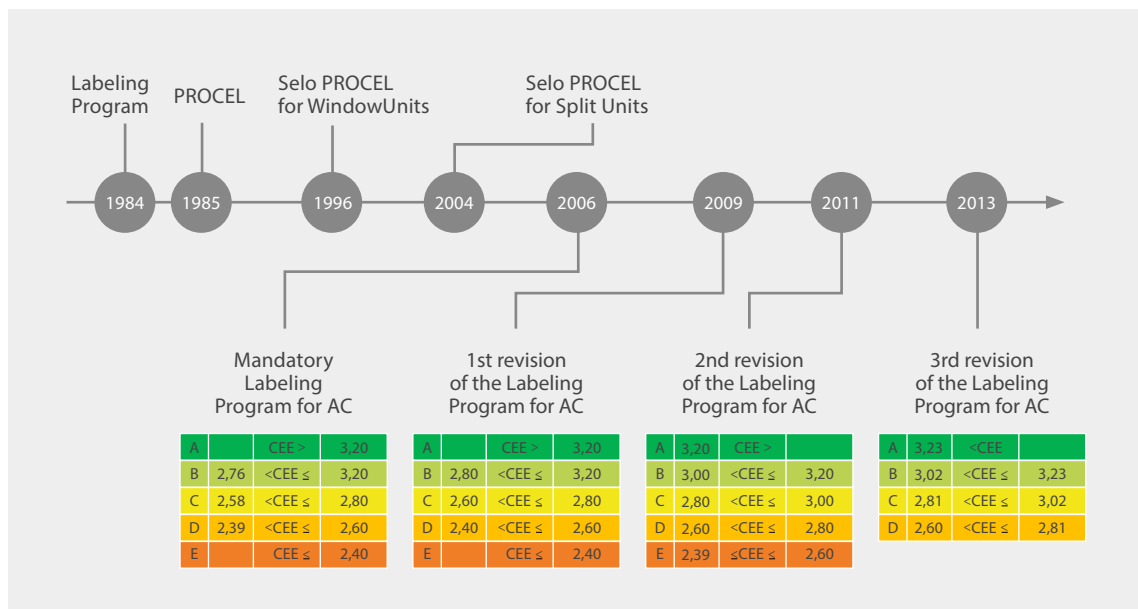 Labeling
Program
PROCEL
Selo PROCEL
for WindowUnits
Selo PROCEL
for Split Units
1984
1985
1996
2004
2006
2009
2011
2013
Mandatory
Labeling
Program for AC
1st revision
of the Labeling
Program for AC
2nd revision
of the Labeling
Program for AC
3rd revision
of the Labeling
Program for AC
A CEE > 3,20
B 2,76 <CEE ≤ 3,20
C 2,58 <CEE ≤ 2,80
D 2,39 <CEE ≤ 2,60
E CEE ≤ 2,40
A CEE > 3,20
B 2,80 <CEE ≤ 3,20
C 2,60 <CEE ≤ 2,80
D 2,40 <CEE ≤ 2,60
E CEE ≤ 2,40
A 3,20 CEE >
B 3,00 <CEE ≤ 3,20
C 2,80 <CEE ≤ 3,00
D 2,60 <CEE ≤ 2,80
E 2,39 ≤CEE ≤ 2,60
A 3,23 <CEE
B 3,02 <CEE ≤ 3,23
C 2,81 <CEE ≤ 3,02
D 2,60 <CEE ≤ 2,81